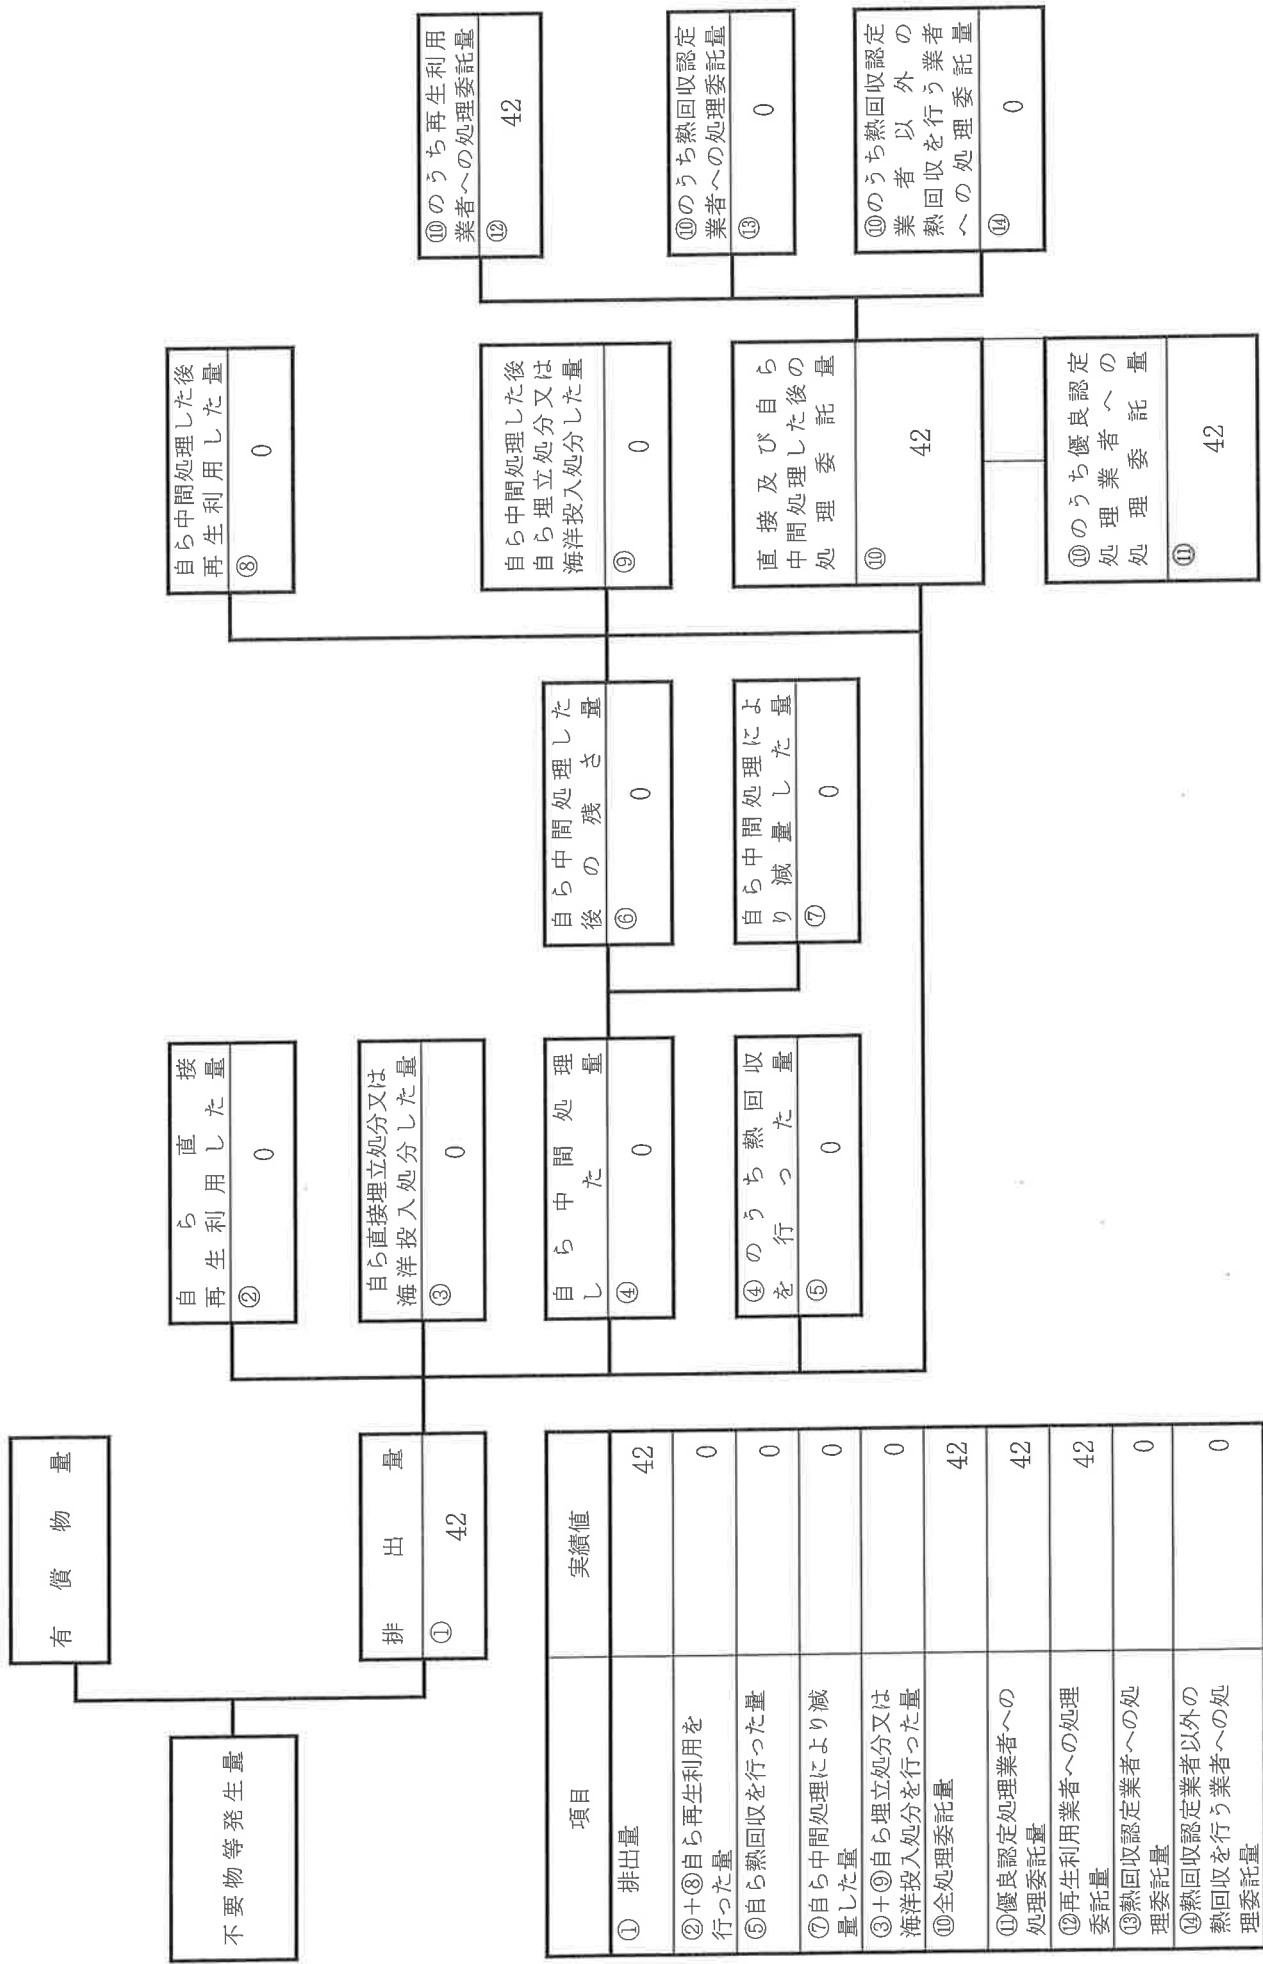 不要物等発生量
有償物量
排出量
① 42
自ら直接
再生利用した量
② 0
自ら直接埋立処分又は
海洋投入処分した量
③ 0
自ら中間処理
した量
④ 0
④のうち熱回収
を行った量
⑤ 0
自ら中間処理した
後の残さ量
⑥ 0
自ら中間処理によ
り減量した量
⑦ 0
自ら中間処理した後
再生利用した量
⑧ 0
自ら中間処理した後
自ら埋立処分又は
海洋投入処分した量
⑨ 0
直接及び自ら
中間処理した後の
処理委託量
⑩
42
⑩のうち優良認定
処理業者への
処理委託量
⑪
42
⑩のうち再生利用
業者への処理委託量
⑫ 42
⑩のうち熱回収認定
業者への処理委託量
⑬ 0
⑩のうち熱回収認定
業者以外の
熱回収を行う業者
への処理委託量
⑭ 0
項目 実績値
① 排出量 42
②+⑧自ら再生利用を
行った量 0
⑤自ら熱回収を行った量 0
⑦自ら中間処理により減
量した量 0
③+⑨自ら埋立処分又は
海洋投入処分を行った量 0
⑩全処理委託量 42
⑪優良認定処理業者への
処理委託量 42
⑫再生利用業者への処理
委託量 42
⑬熱回収認定業者への処
理委託量 0
⑭熱回収認定業者以外の
熱回収を行う業者への処
理委託量 0